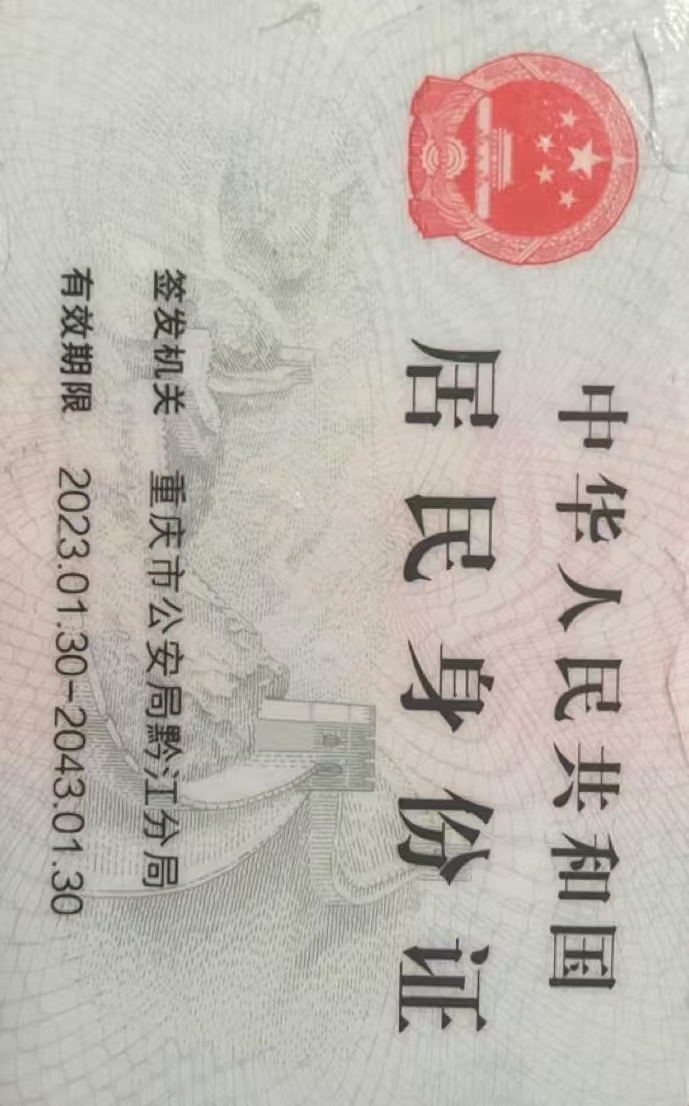 中华人民共和国
居民身份证
签发机关 重庆市公安局黔江分局
有效期限 2023.01.30-2043.01.30